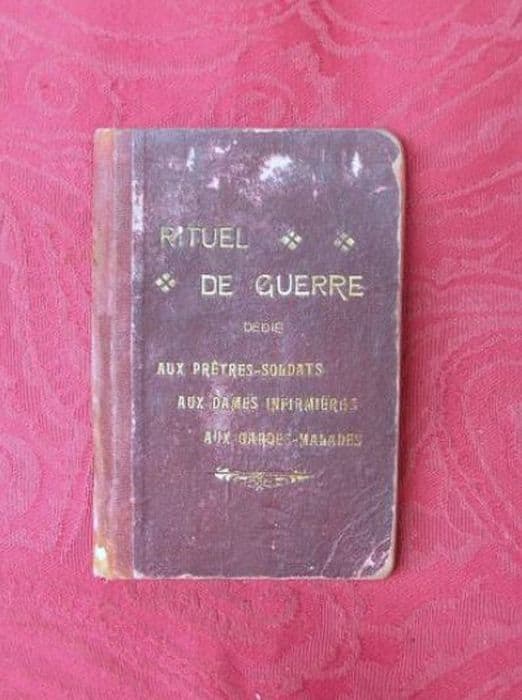 RITUEL
DE GUERRE
DÉDIÉ
AUX PRÊTRES-SOLDATS
AUX DAMES INFIRMIÈRES
AUX GARDES-MALADES